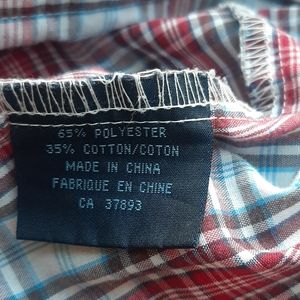 65% POLYESTER
35% COTTON/COTON
MADE IN CHINA
FABRIQUE EN CHINE
CA 37893